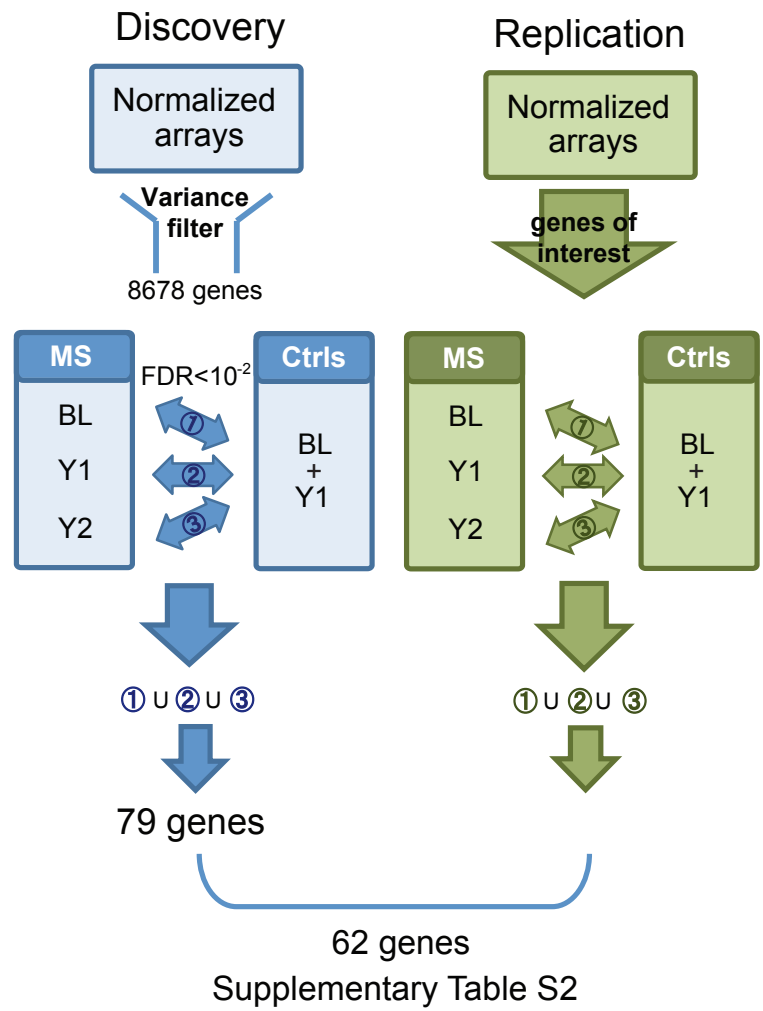 Discovery
Replication
Normalized
arrays
Normalized
arrays
Variance
filter
genes of
interest
8678 genes
MS
FDR<10⁻²
Ctrls
MS
Ctrls
BL
①
BL
+
Y1
Y1
②
Y2
③
BL
①
BL
+
Y1
Y1
②
Y2
③
① U ② U ③
① U ② U ③
79 genes
62 genes
Supplementary Table S2